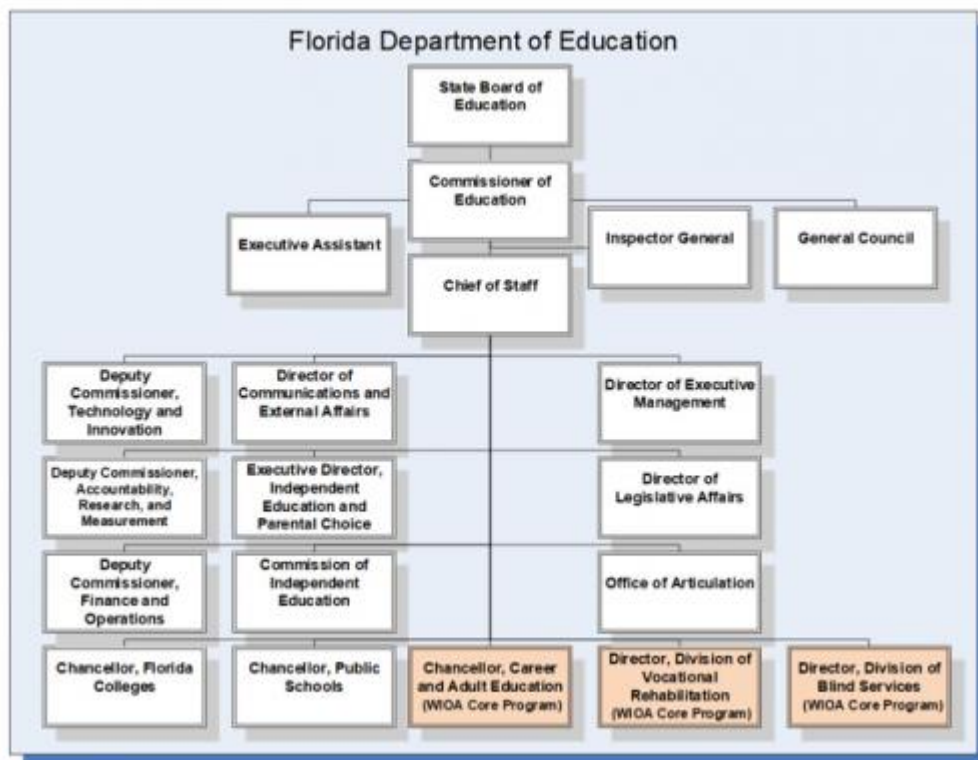 Florida Department of Education
State Board of
Education
Commissioner of
Education
Executive Assistant
Inspector General
General Council
Chief of Staff
Deputy
Commissioner,
Technology and
Innovation
Director of
Communications and
External Affairs
Director of Executive
Management
Deputy Commissioner,
Accountability,
Research, and
Measurement
Executive Director,
Independent
Education and
Parental Choice
Director of
Legislative Affairs
Deputy
Commissioner,
Finance and
Operations
Commission of
Independent
Education
Office of Articulation
Chancellor, Florida
Colleges
Chancellor, Public
Schools
Chancellor, Career
and Adult Education
(WIOA Core Program)
Director, Division of
Vocational
Rehabilitation
(WIOA Core Program)
Director, Division of
Blind Services
(WIOA Core Program)